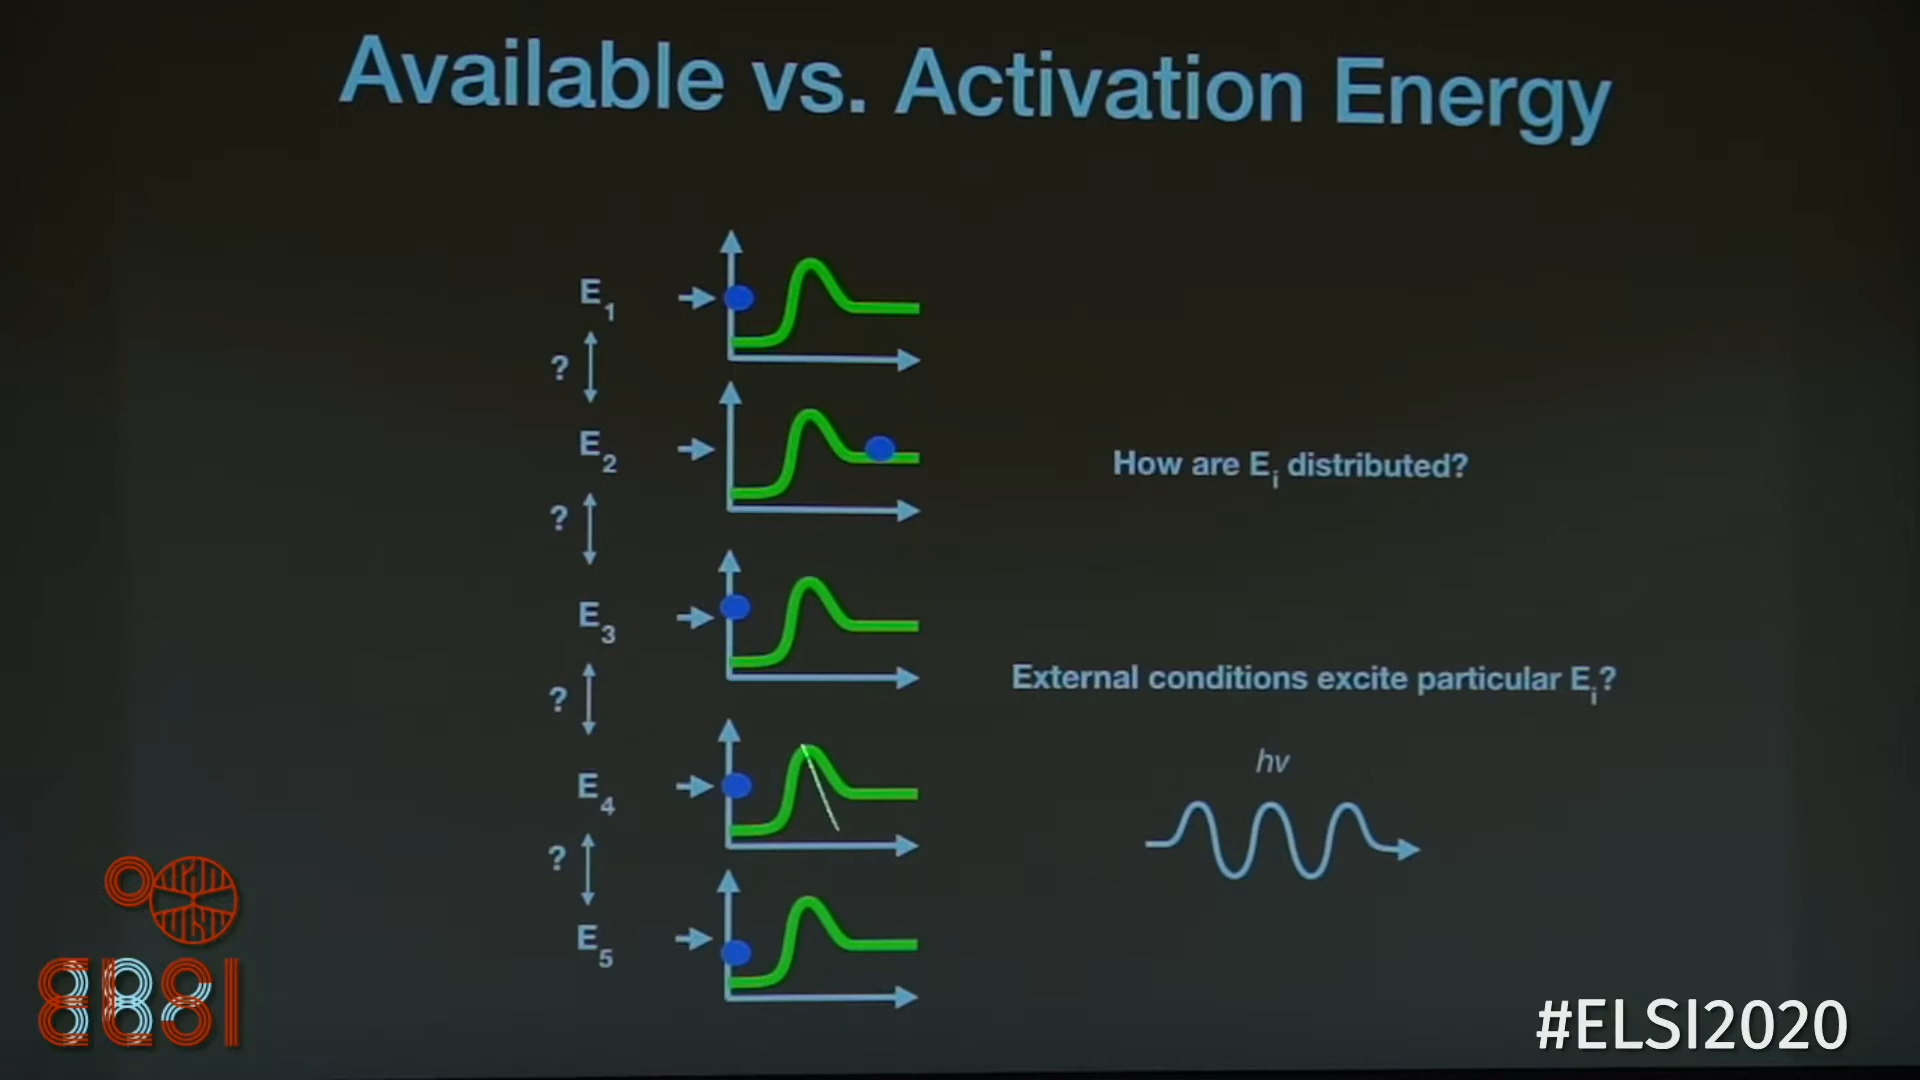 Available vs. Activation Energy
E1
?
E2
?
E3
?
E4
?
E5
How are Ei distributed?
External conditions excite particular Ei?
hv
ELSI
#ELSI2020